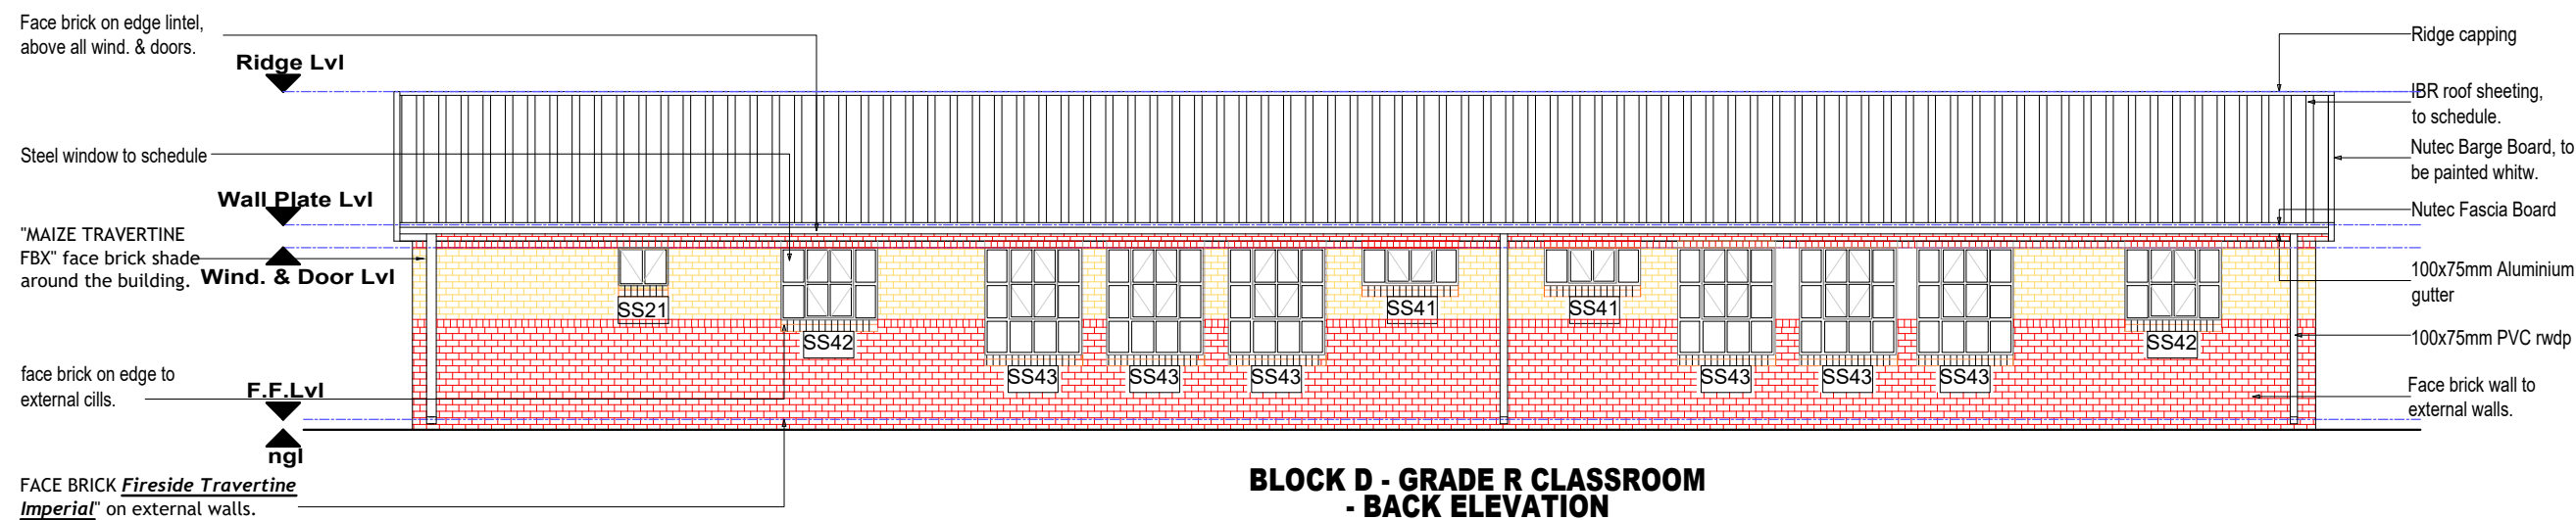 Face brick on edge lintel,
above all wind. & doors.
Ridge Lvl
Steel window to schedule
Wall Plate Lvl
"MAIZE TRAVERTINE
FBX" face brick shade
around the building.
Wind. & Door Lvl
face brick on edge to
external cills.
F.F.Lvl
ngl
FACE BRICK Fireside Travertine
Imperial" on external walls.
SS21
SS42
SS43
SS43
SS43
SS41
SS41
SS43
SS43
SS43
SS42
Ridge capping
IBR roof sheeting,
to schedule.
Nutec Barge Board, to
be painted whitw.
Nutec Fascia Board
100x75mm Aluminium
gutter
100x75mm PVC rwdp
Face brick wall to
external walls.
BLOCK D - GRADE R CLASSROOM
- BACK ELEVATION